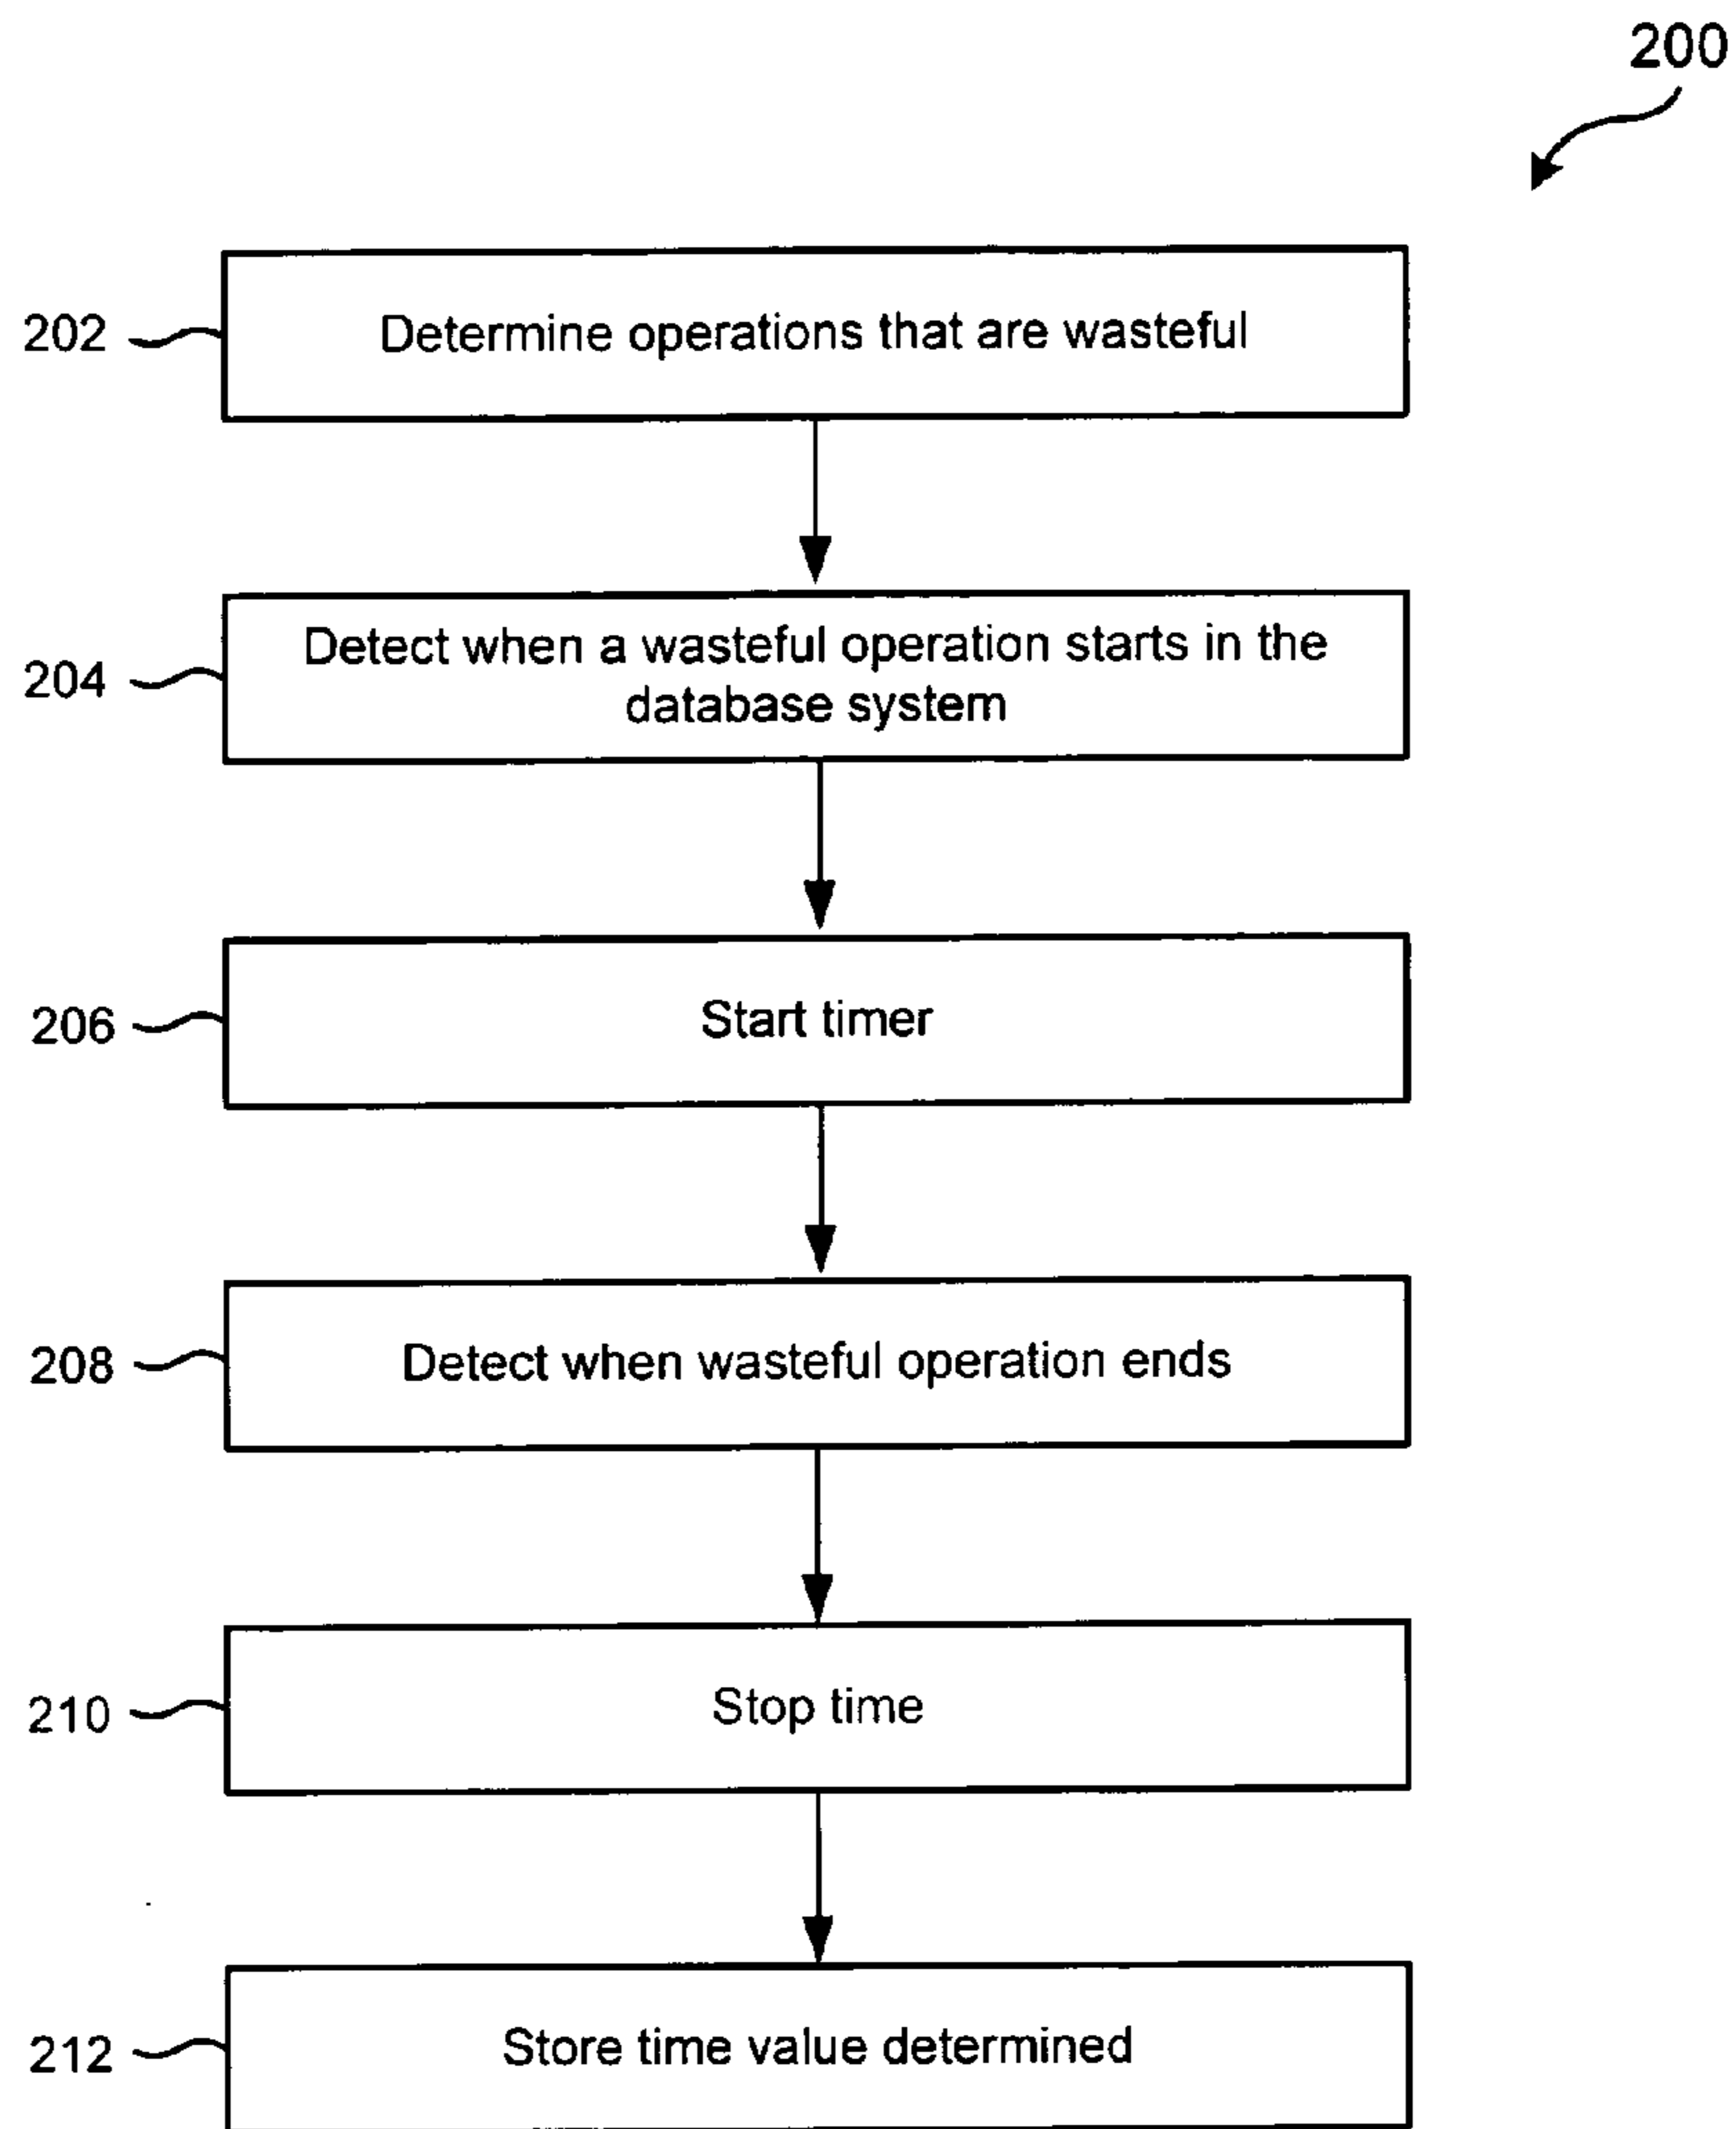 200
202
Determine operations that are wasteful
204
Detect when a wasteful operation starts in the
database system
206
Start timer
208
Detect when wasteful operation ends
210
Stop time
212
Store time value determined